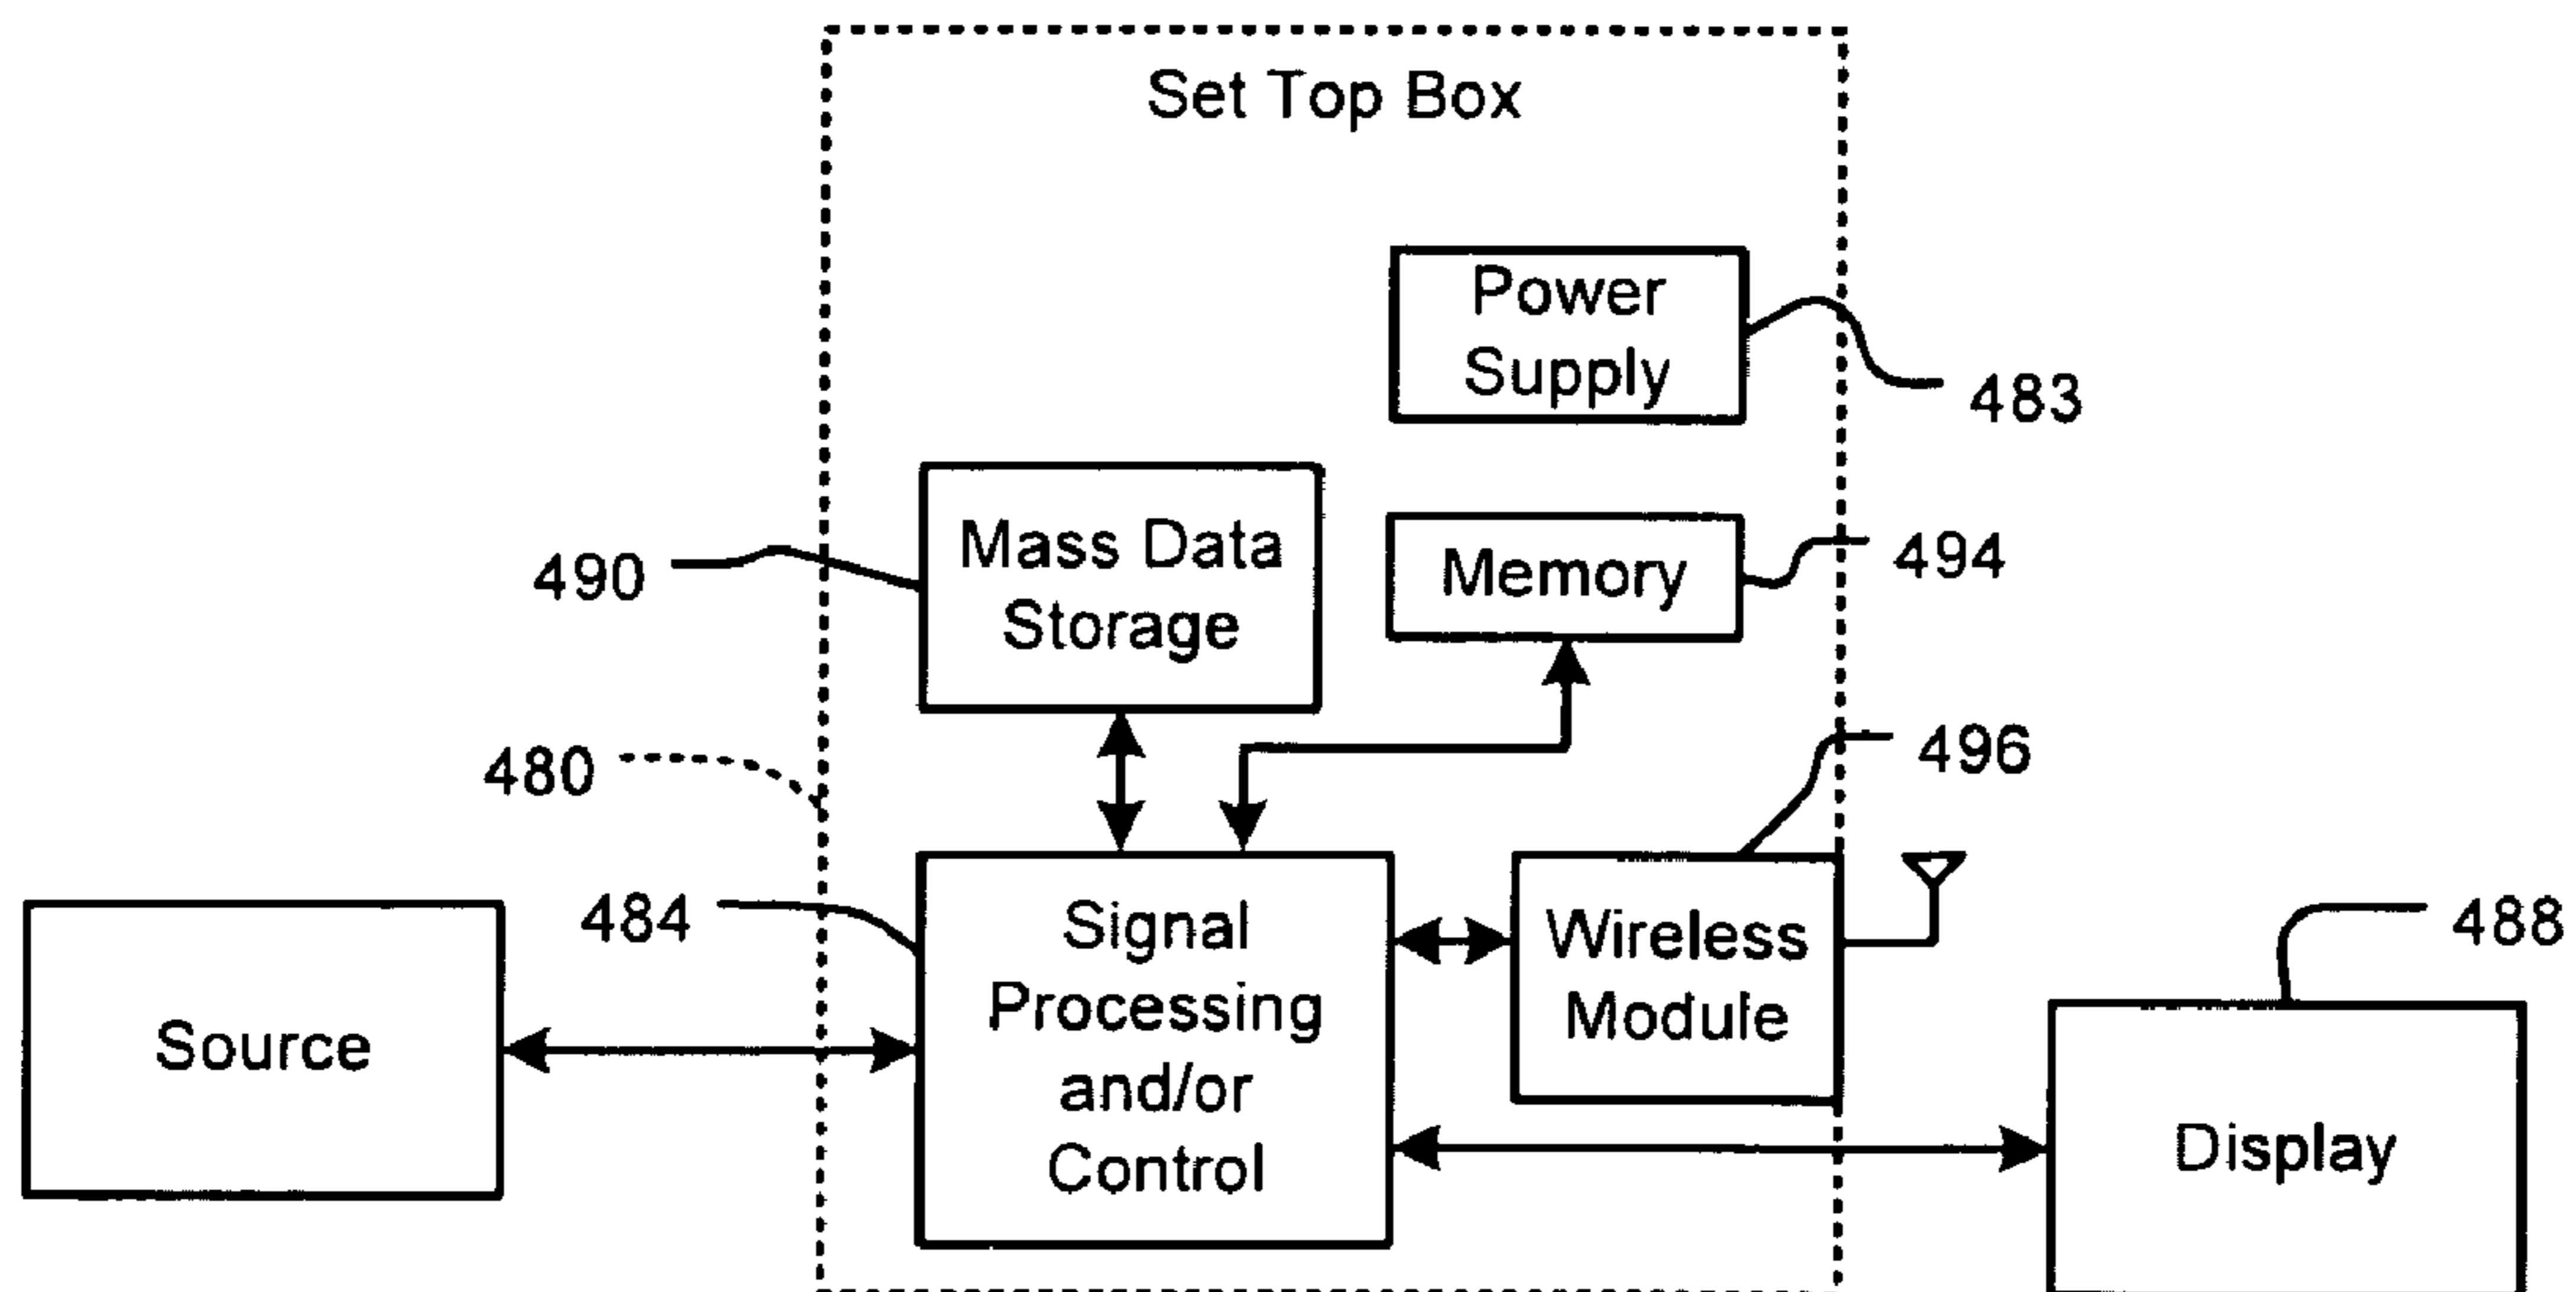 Set Top Box
Power
Supply
483
Mass Data
Storage
490
Memory
494
480
496
484
Signal
Processing
and/or
Control
Wireless
Module
488
Source
Display